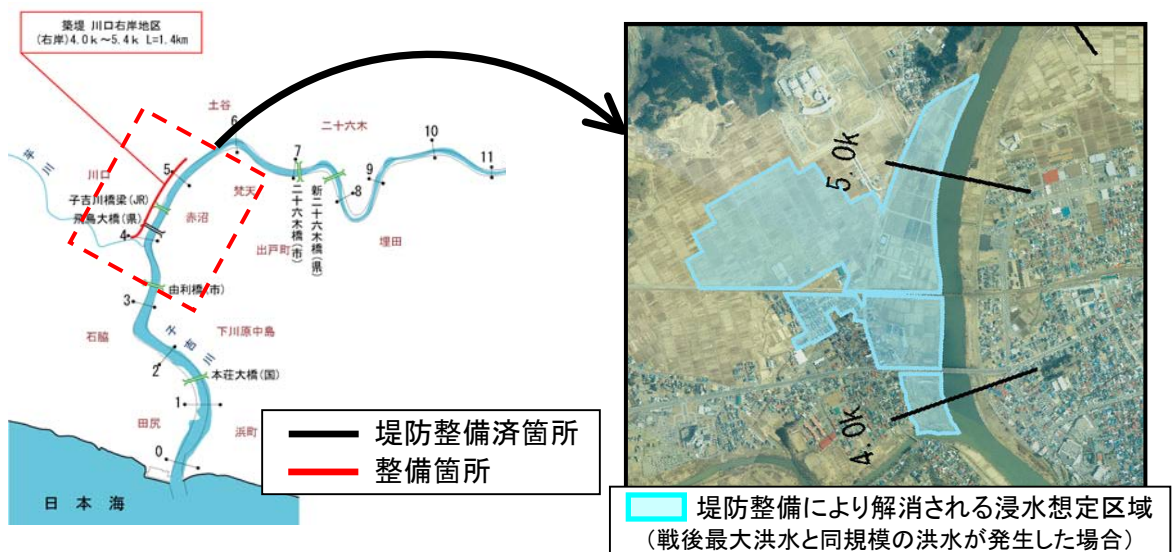 築堤 川口右岸地区
(右岸)4.0k～5.4k L=1.4km
土谷
6
二十六木
10
11
7
9
8
芋川
川口
5
梵天
子吉川橋梁(JR)
飛鳥大橋(県)
赤沼
4
出戸町
二十六木橋(市)
新二十六木橋(県)
埋田
由利橋(市)
3
石脇
下川原中島
子吉川
2
本荘大橋(国)
1
田尻
浜町
0
日本海
堤防整備済箇所
整備箇所
5.0k
4.0k
堤防整備により解消される浸水想定区域
(戦後最大洪水と同規模の洪水が発生した場合)